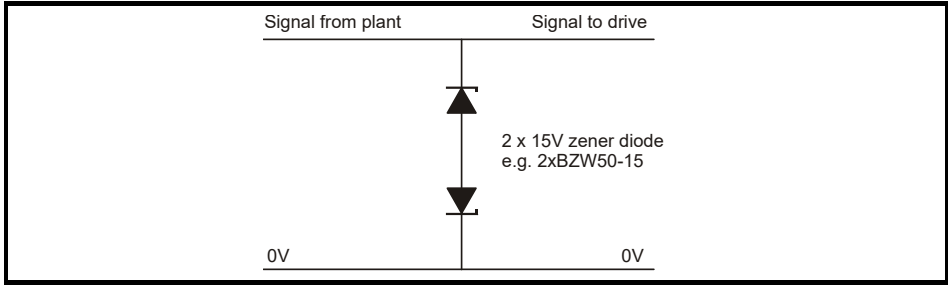 Signal from plant Signal to drive
2 x 15V zener diode
e.g. 2xBZW50-15
0V 0V